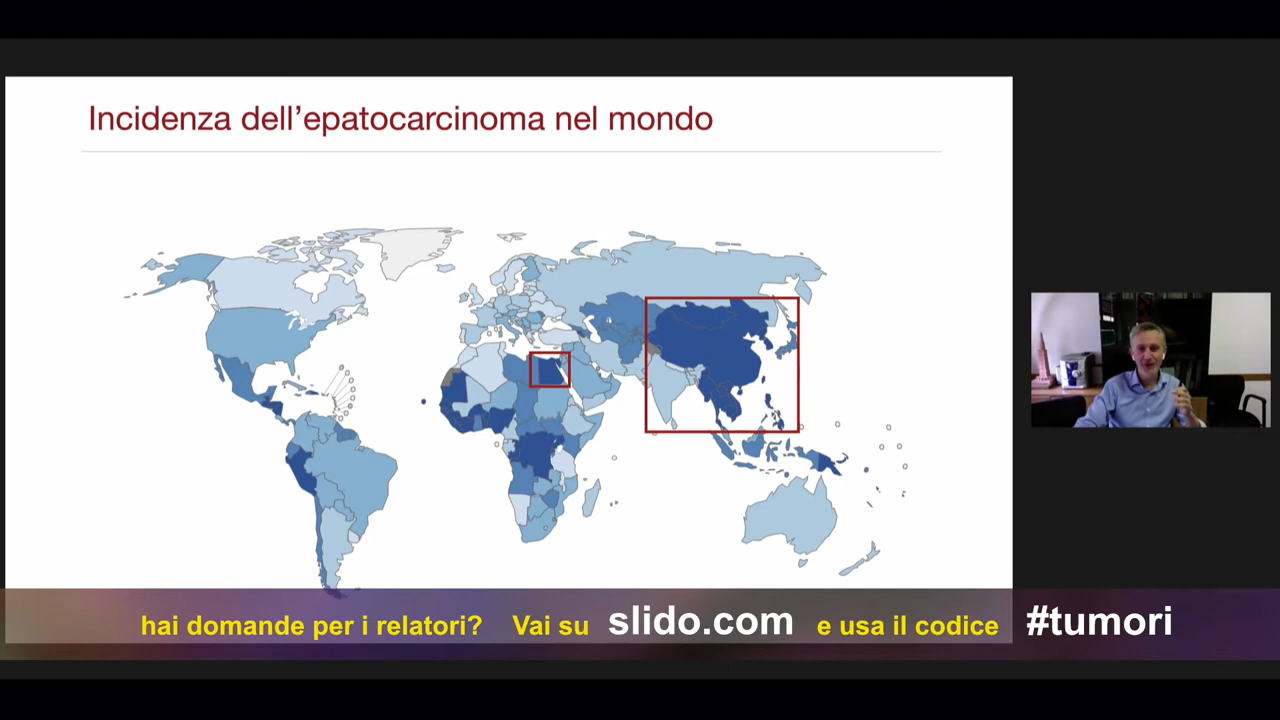 Incidenza dell'epatocarcinoma nel mondo
hai domande per i relatori? Vai su slido.com e usa il codice #tumori